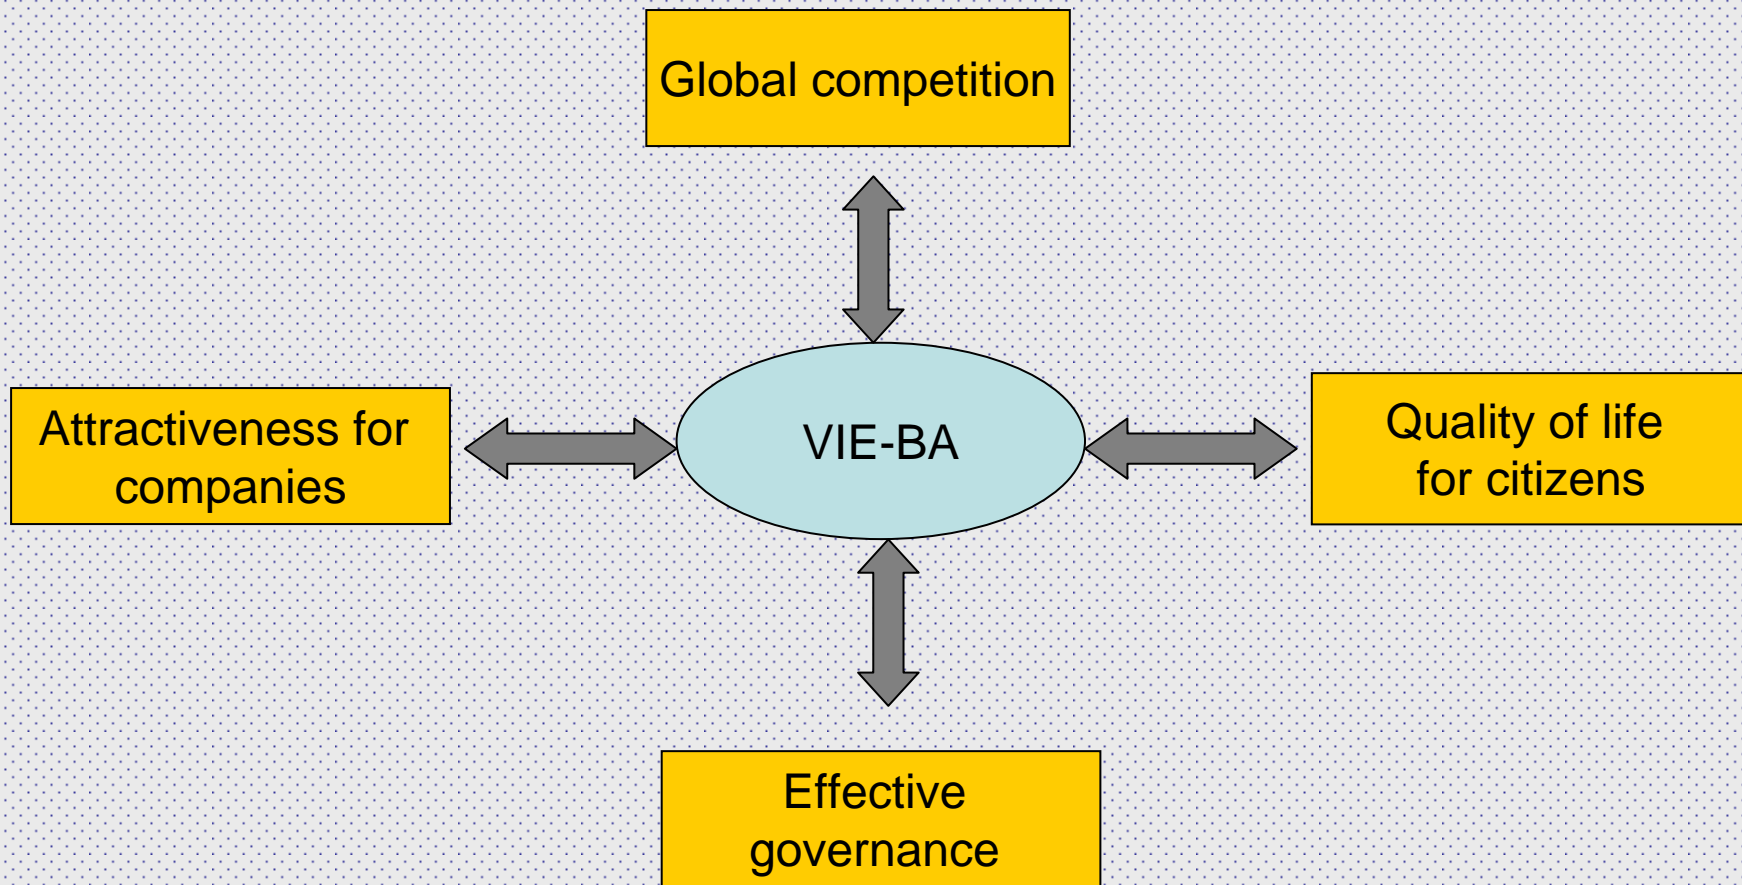 Global competition
Attractiveness for
companies
VIE-BA
Quality of life
for citizens
Effective
governance